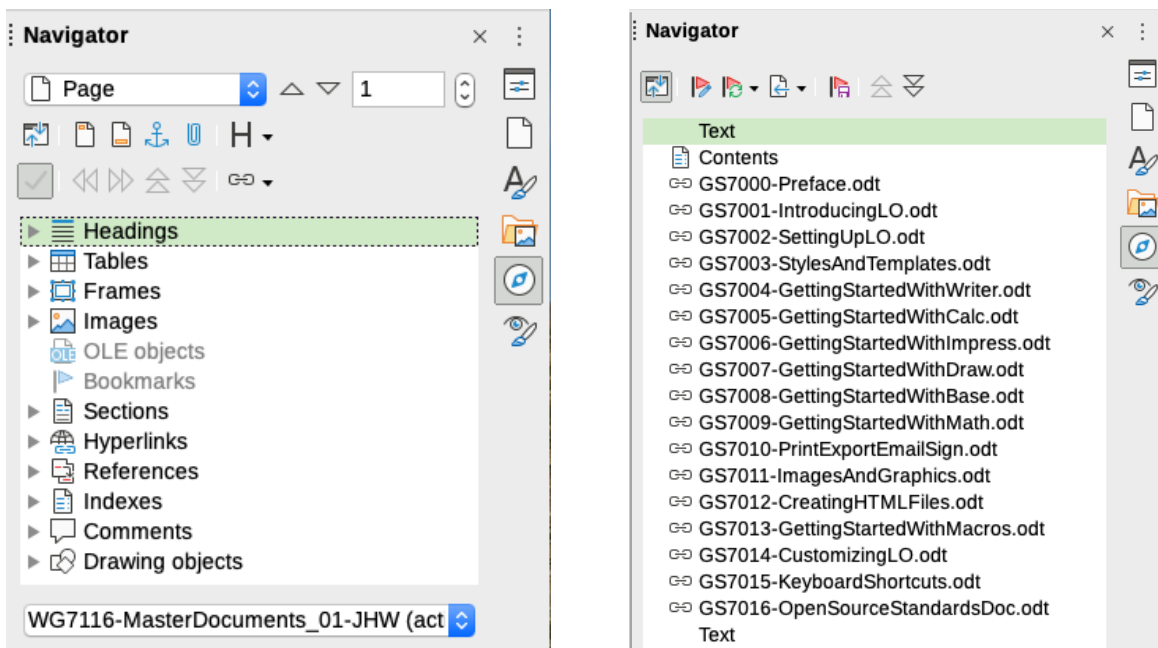 Navigator
Page
1
Headings
Tables
Frames
Images
OLE objects
Bookmarks
Sections
Hyperlinks
References
Indexes
Comments
Drawing objects
WG7116-MasterDocuments_01-JHW (act
Navigator
Text
Contents
GS7000-Preface.odt
GS7001-IntroducingLO.odt
GS7002-SettingUpLO.odt
GS7003-StylesAndTemplates.odt
GS7004-GettingStartedWithWriter.odt
GS7005-GettingStartedWithCalc.odt
GS7006-GettingStartedWithImpress.odt
GS7007-GettingStartedWithDraw.odt
GS7008-GettingStartedWithBase.odt
GS7009-GettingStartedWithMath.odt
GS7010-PrintExportEmailSign.odt
GS7011-ImagesAndGraphics.odt
GS7012-CreatingHTMLFiles.odt
GS7013-GettingStartedWithMacros.odt
GS7014-CustomizingLO.odt
GS7015-KeyboardShortcuts.odt
GS7016-OpenSourceStandardsDoc.odt
Text